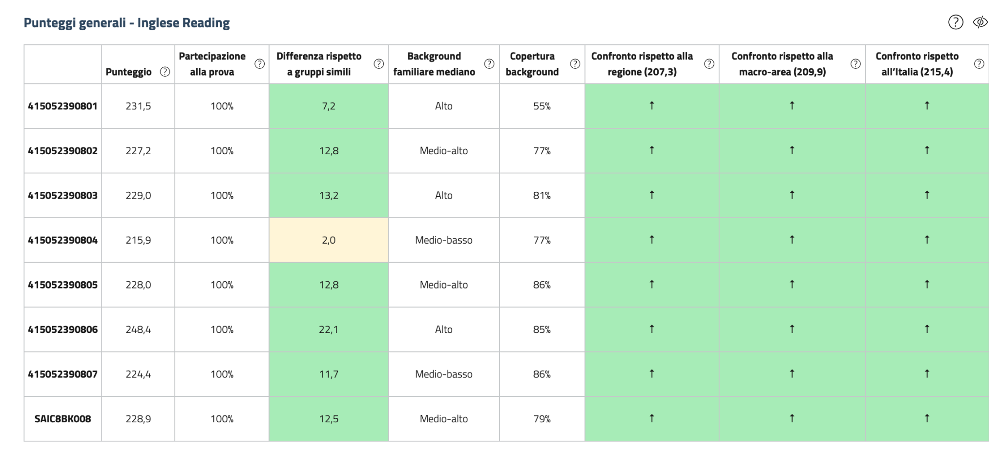 Punteggi generali - Inglese Reading
Punteggio
Partecipazione
alla prova
Differenza rispetto
a gruppi simili
Background
familiare mediano
Copertura
background
Confronto rispetto alla
regione (207,3)
Confronto rispetto alla
macro-area (209,9)
Confronto rispetto
all’Italia (215,4)
415052390801 231,5 100% 7,2 Alto 55% ↑ ↑ ↑
415052390802 227,2 100% 12,8 Medio-alto 77% ↑ ↑ ↑
415052390803 229,0 100% 13,2 Alto 81% ↑ ↑ ↑
415052390804 215,9 100% 2,0 Medio-basso 77% ↑ ↑ ↑
415052390805 228,0 100% 12,8 Medio-alto 86% ↑ ↑ ↑
415052390806 248,4 100% 22,1 Alto 85% ↑ ↑ ↑
415052390807 224,4 100% 11,7 Medio-basso 86% ↑ ↑ ↑
SAIC8BK008 228,9 100% 12,5 Medio-alto 79% ↑ ↑ ↑